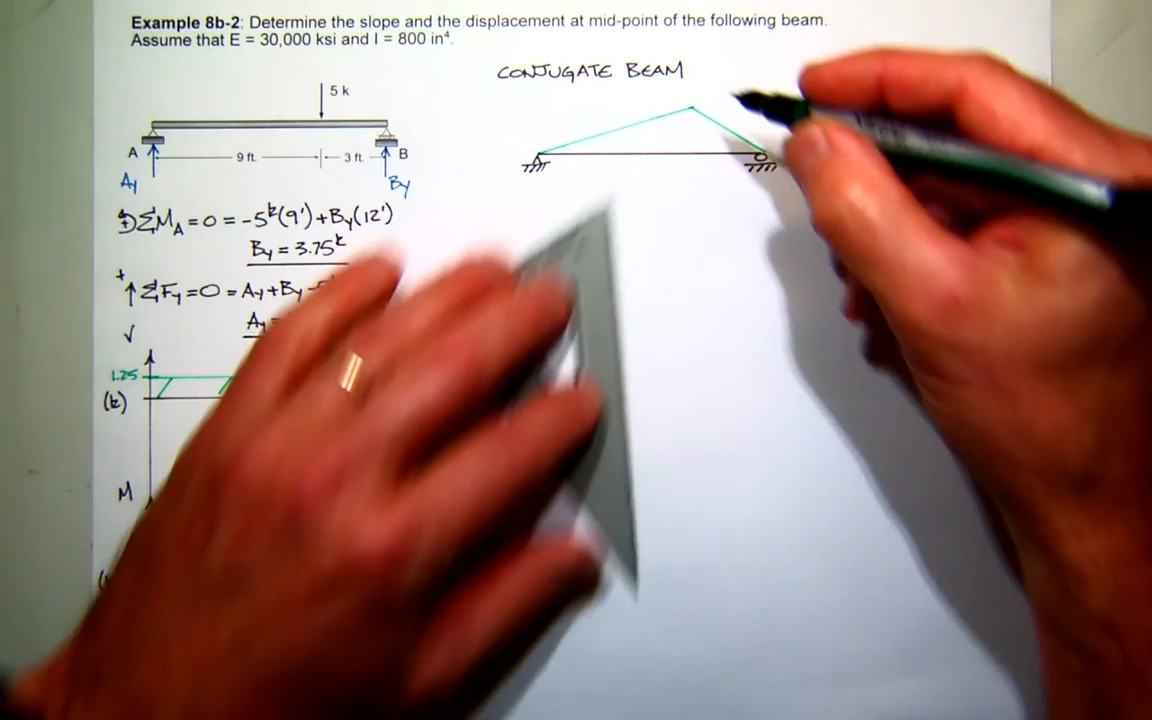 Example 8b-2: Determine the slope and the displacement at mid-point of the following beam.
Assume that E = 30,000 ksi and I = 800 in⁴.
CONJUGATE BEAM
5 k
A
9 ft.
3 ft.
B
Ay
By
ΣMA = 0 = -5k(9') + By(12')
By = 3.75k
+↑ΣFy = 0 = Ay + By -
Ay
V
1.25
(k)
M